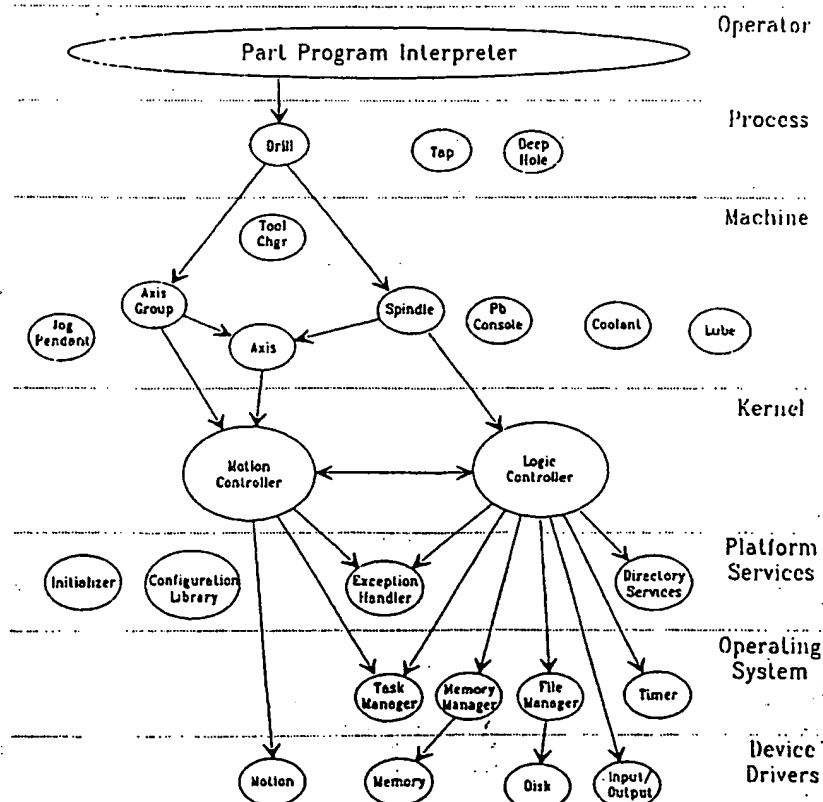 Operator
Part Program Interpreter
Process
Drill
Tap
Deep
Hole
Machine
Tool
Chgr
Axis
Group
Spindle
Pb
Console
Coolant
Lube
Jog
Pendant
Axis
Kernel
Motion
Controller
Logic
Controller
Platform
Services
Initializer
Configuration
Library
Exception
Handler
Directory
Services
Operating
System
Task
Manager
Memory
Manager
File
Manager
Timer
Device
Drivers
Motion
Memory
Disk
Input/
Output